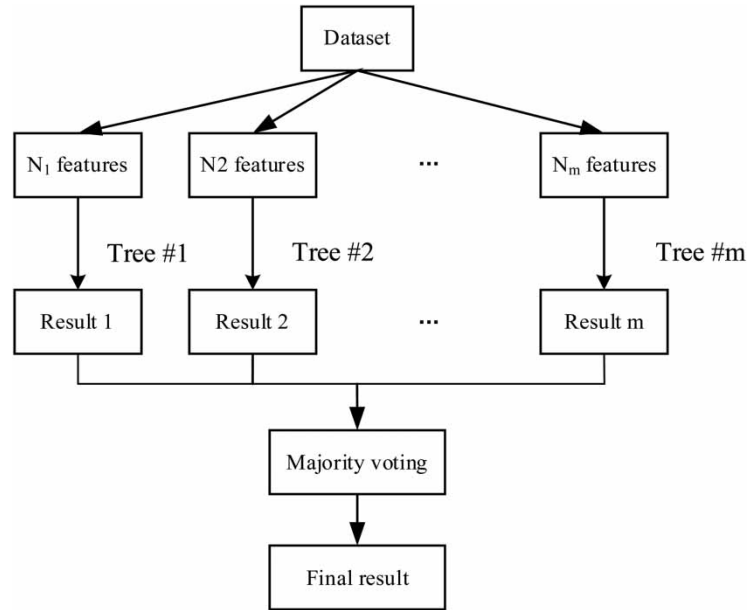 Dataset
N₁ features
N2 features
...
Nₘ features
Tree #1
Tree #2
Tree #m
Result 1
Result 2
...
Result m
Majority voting
Final result